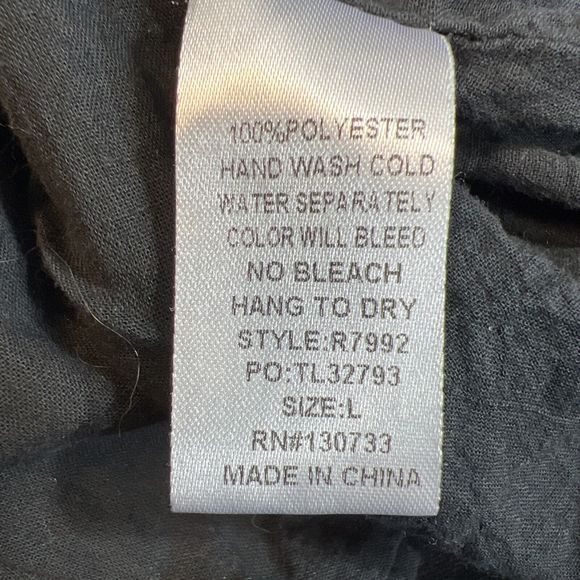 100%POLYESTER
HAND WASH COLD
WATER SEPARATELY
COLOR WILL BLEED
NO BLEACH
HANG TO DRY
STYLE:R7992
PO:TL32793
SIZE:L
RN#130733
MADE IN CHINA